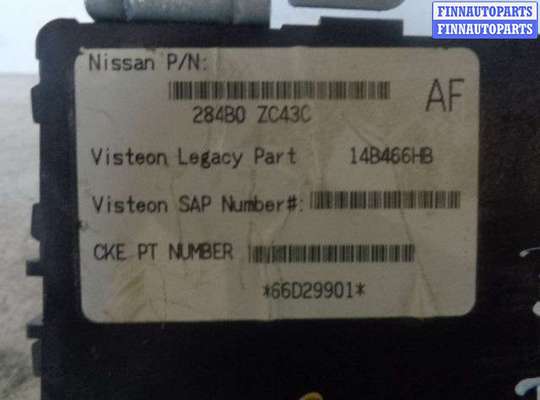 FINNAUTOPARTS
FINNAUTOPARTS
Nissan P/N:
AF
284B0 ZC43C
Visteon Legacy Part 14B466HB
Visteon SAP Number#:
CKE PT NUMBER
*66D29901*